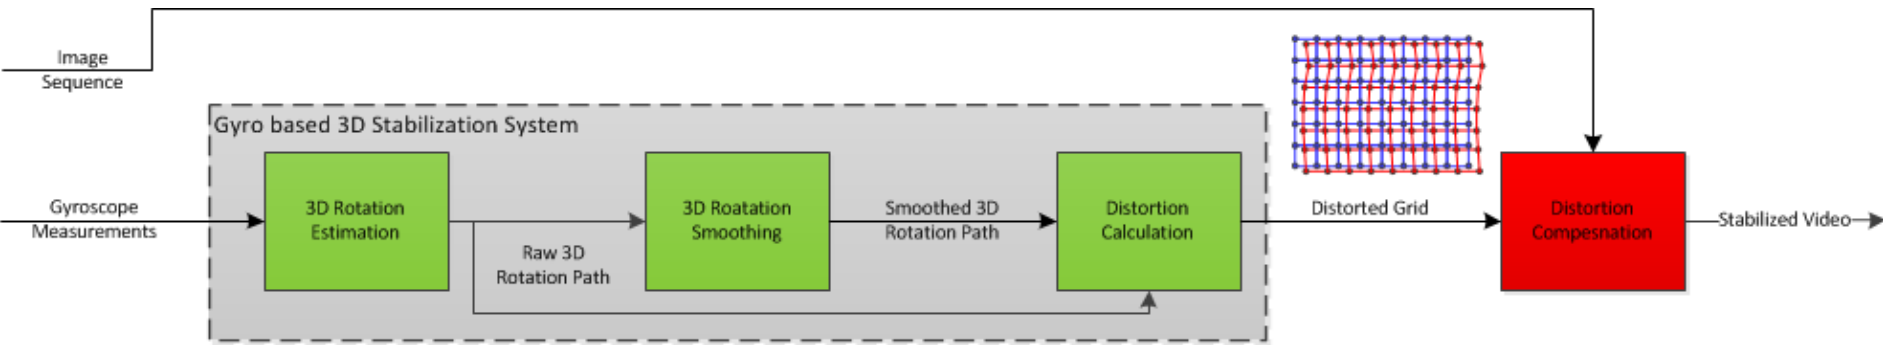 Image
Sequence
Gyro based 3D Stabilization System
Gyroscope
Measurements
3D Rotation
Estimation
Raw 3D
Rotation Path
3D Roatation
Smoothing
Smoothed 3D
Rotation Path
Distortion
Calculation
Distorted Grid
Distortion
Compesnation
Stabilized Video